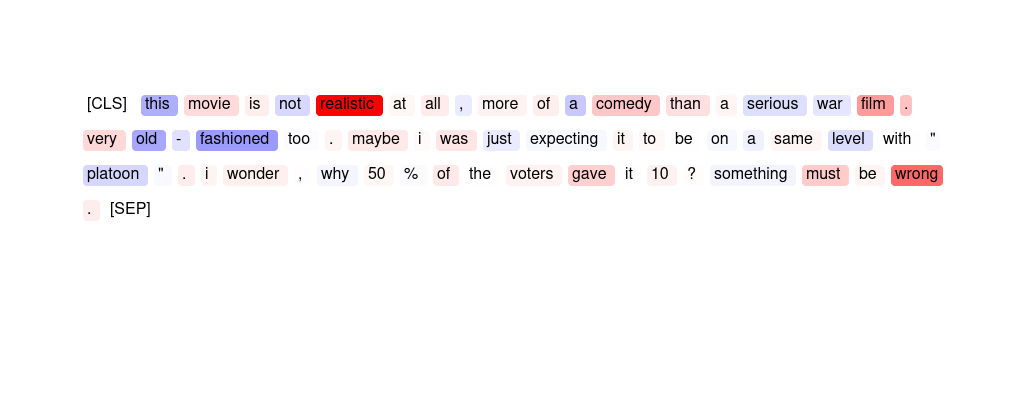 [CLS] this movie is not realistic at all , more of a comedy than a serious war film .
very old - fashioned too . maybe i was just expecting it to be on a same level with "
platoon " . i wonder , why 50 % of the voters gave it 10 ? something must be wrong
. [SEP]